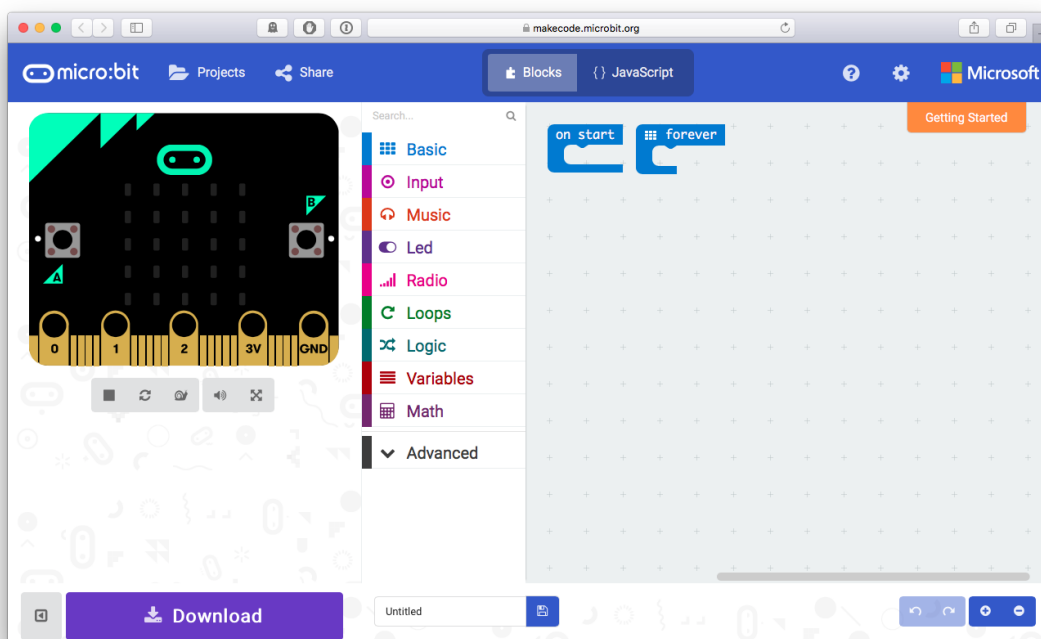 makecode.microbit.org
micro:bit
Projects
Share
Blocks
{} JavaScript
Microsoft
Getting Started
Search...
Basic
Input
Music
Led
Radio
Loops
Logic
Variables
Math
Advanced
on start
forever
B
A
0
1
2
3V
GND
Download
Untitled